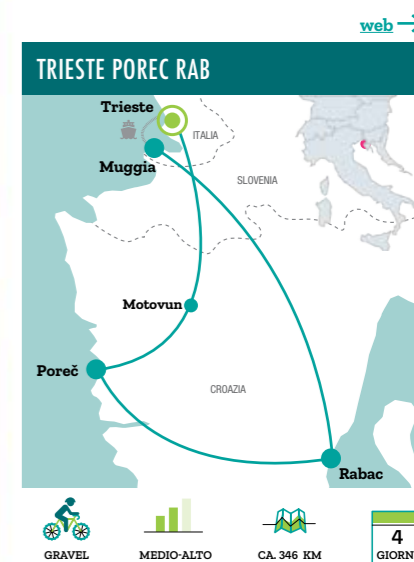 web
TRIESTE POREC RAB
Trieste
ITALIA
Muggia
SLOVENIA
Motovun
Poreč
CROAZIA
Rabac
GRAVEL
MEDIO-ALTO
CA. 346 KM
4
GIORN